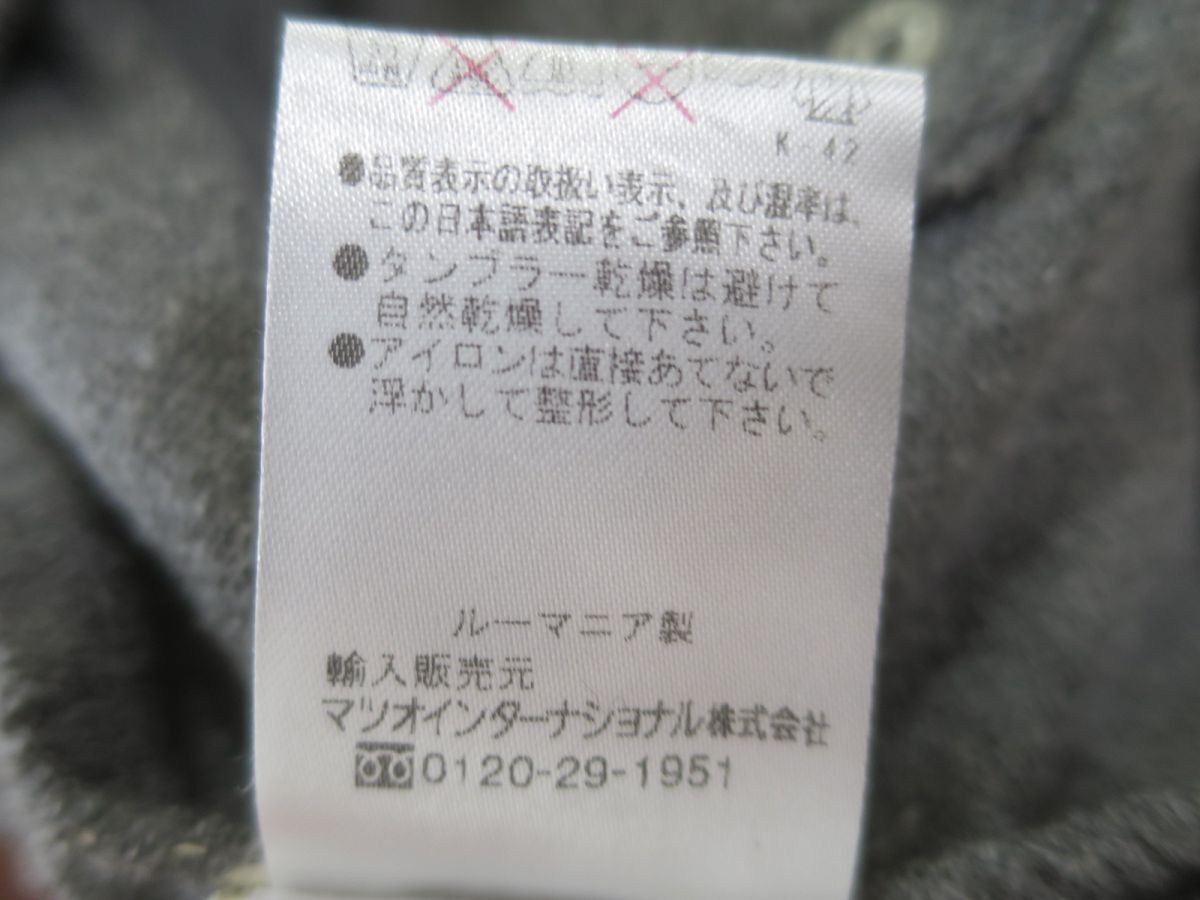 K-42
●品質表示の取扱い表示、及び混率は、
この日本語表記をご参照下さい。
●タンブラー乾燥は避けて
自然乾燥して下さい。
●アイロンは直接あてないで
浮かして整形して下さい。
ルーマニア製
輸入販売元
マツオインターナショナル株式会社
0120-29-1951